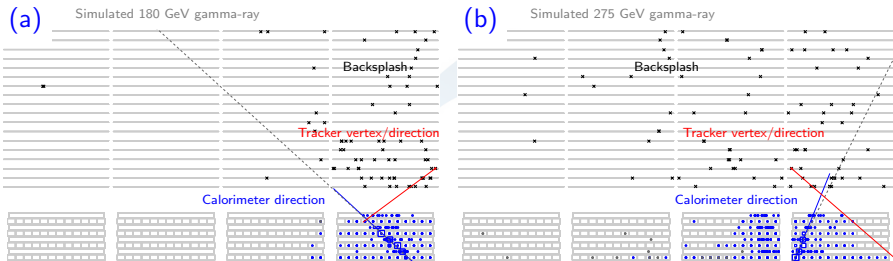 (a) Simulated 180 GeV gamma-ray
Backsplash
Tracker vertex/direction
Calorimeter direction
(b) Simulated 275 GeV gamma-ray
Backsplash
Tracker vertex/direction
Calorimeter direction